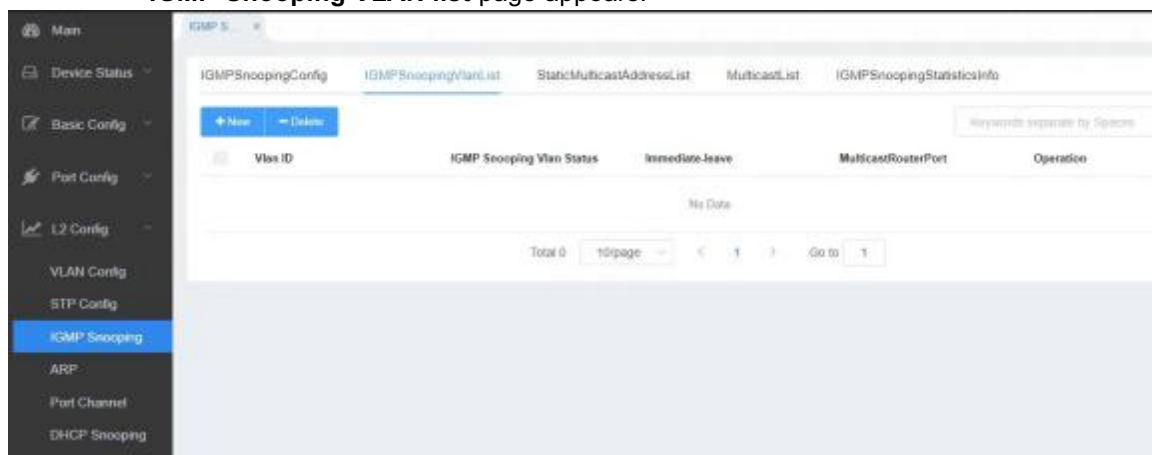 IGMP Snooping VLAN list page appears.
Main
IGMP S... ×
Device Status
IGMPSnoopingConfig IGMPSnoopingVlanList StaticMulticastAddressList MulticastList IGMPSnoopingStatisticsInfo
Basic Config
+ New − Delete Keywords separate by Spaces
Vlan ID IGMP Snooping Vlan Status Immediate-leave MulticastRouterPort Operation
Port Config
No Data
L2 Config
Total 0 10/page < 1 > Go to 1
VLAN Config
STP Config
IGMP Snooping
ARP
Port Channel
DHCP Snooping